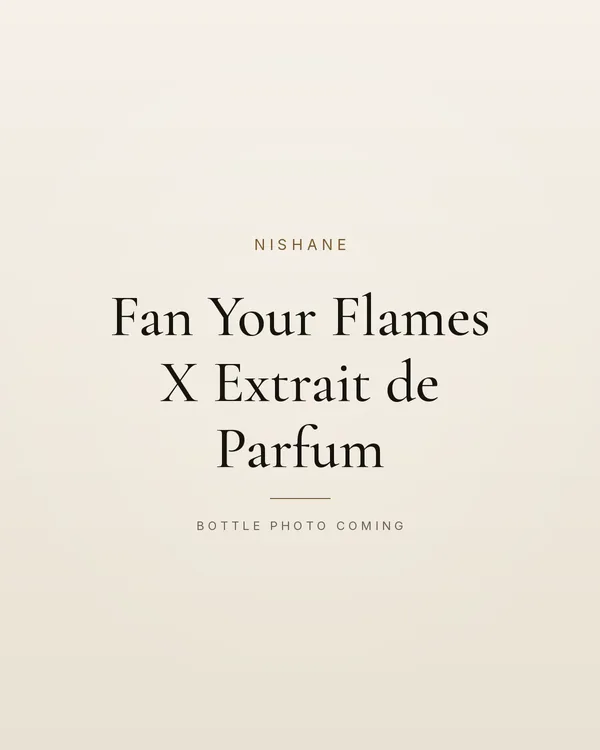 NISHANE
Fan Your Flames
X Extrait de
Parfum
BOTTLE PHOTO COMING